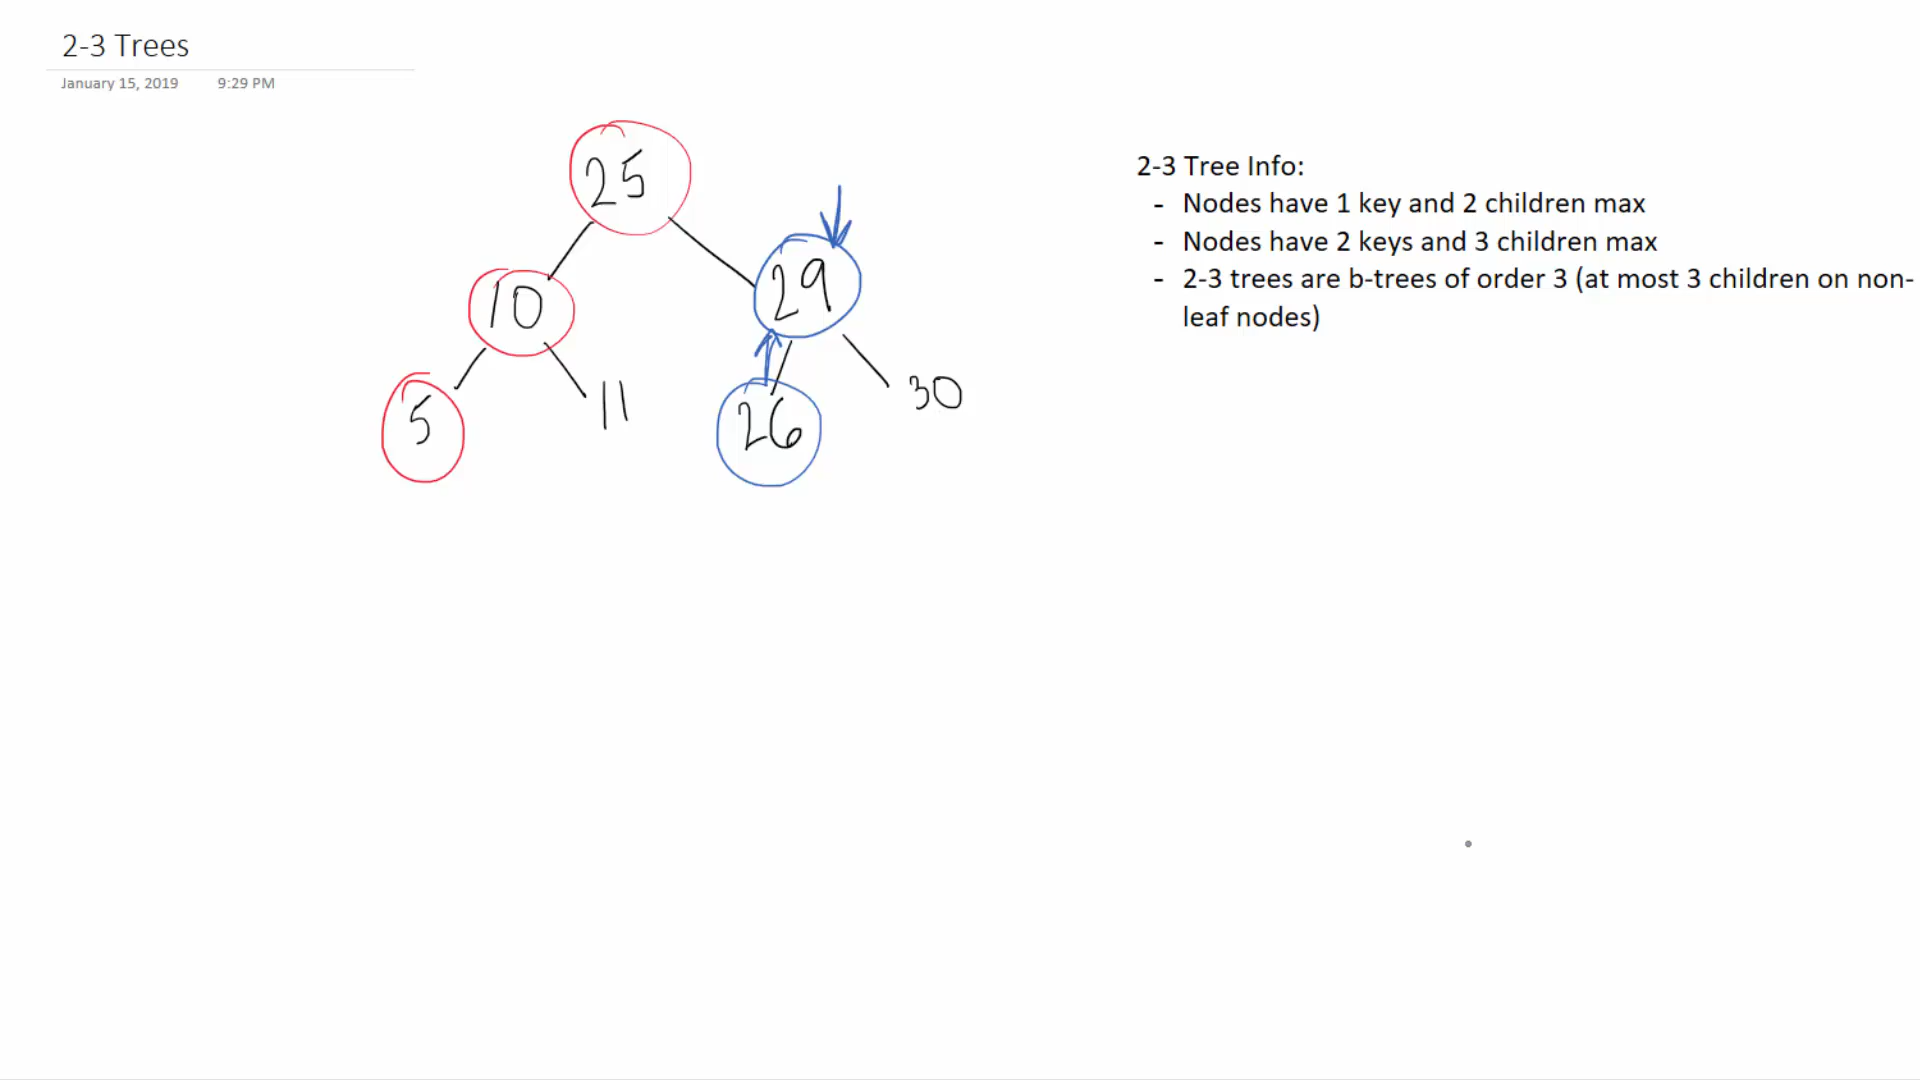 2-3 Trees
January 15, 2019 9:29 PM
25
10
29
5
11
26
30
2-3 Tree Info:
- Nodes have 1 key and 2 children max
- Nodes have 2 keys and 3 children max
- 2-3 trees are b-trees of order 3 (at most 3 children on non-
leaf nodes)